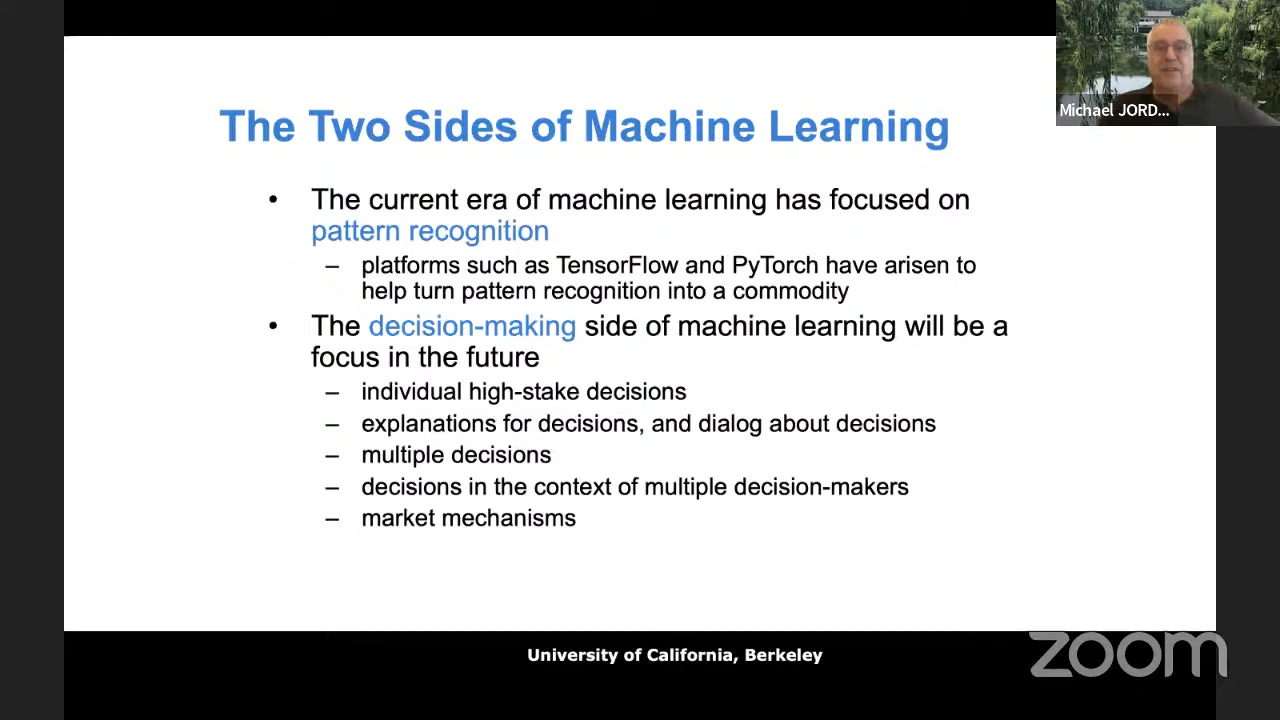 Michael JORD...
The Two Sides of Machine Learning
• The current era of machine learning has focused on
pattern recognition
– platforms such as TensorFlow and PyTorch have arisen to
help turn pattern recognition into a commodity
• The decision-making side of machine learning will be a
focus in the future
– individual high-stake decisions
– explanations for decisions, and dialog about decisions
– multiple decisions
– decisions in the context of multiple decision-makers
– market mechanisms
University of California, Berkeley
zoom